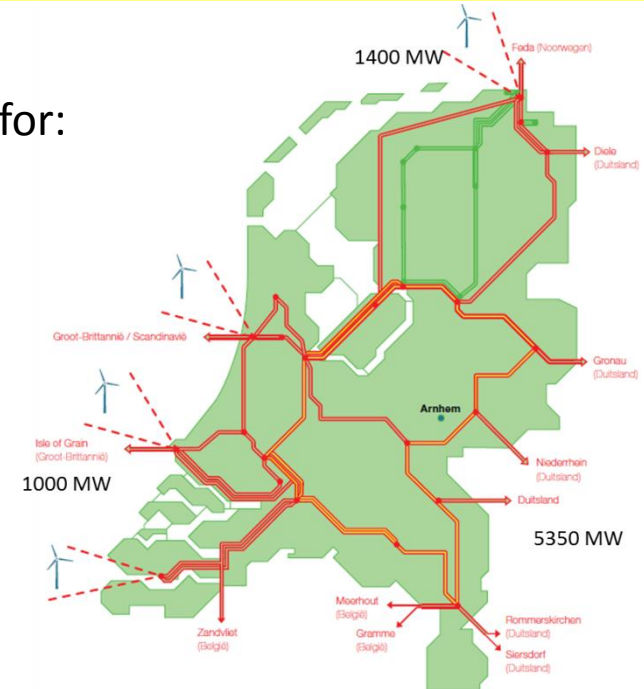 for:
1400 MW
Feda (Noorwegen)
Diele
(Duitsland)
Groot-Brittannië / Scandinavië
Gronau
(Duitsland)
Arnhem
Isle of Grain
(Groot-Brittannië)
1000 MW
Niederrhein
(Duitsland)
Duitsland
5350 MW
Meerhout
(België)
Gramme
(België)
Rommerskirchen
(Duitsland)
Siersdorf
(Duitsland)
Zandvliet
(België)